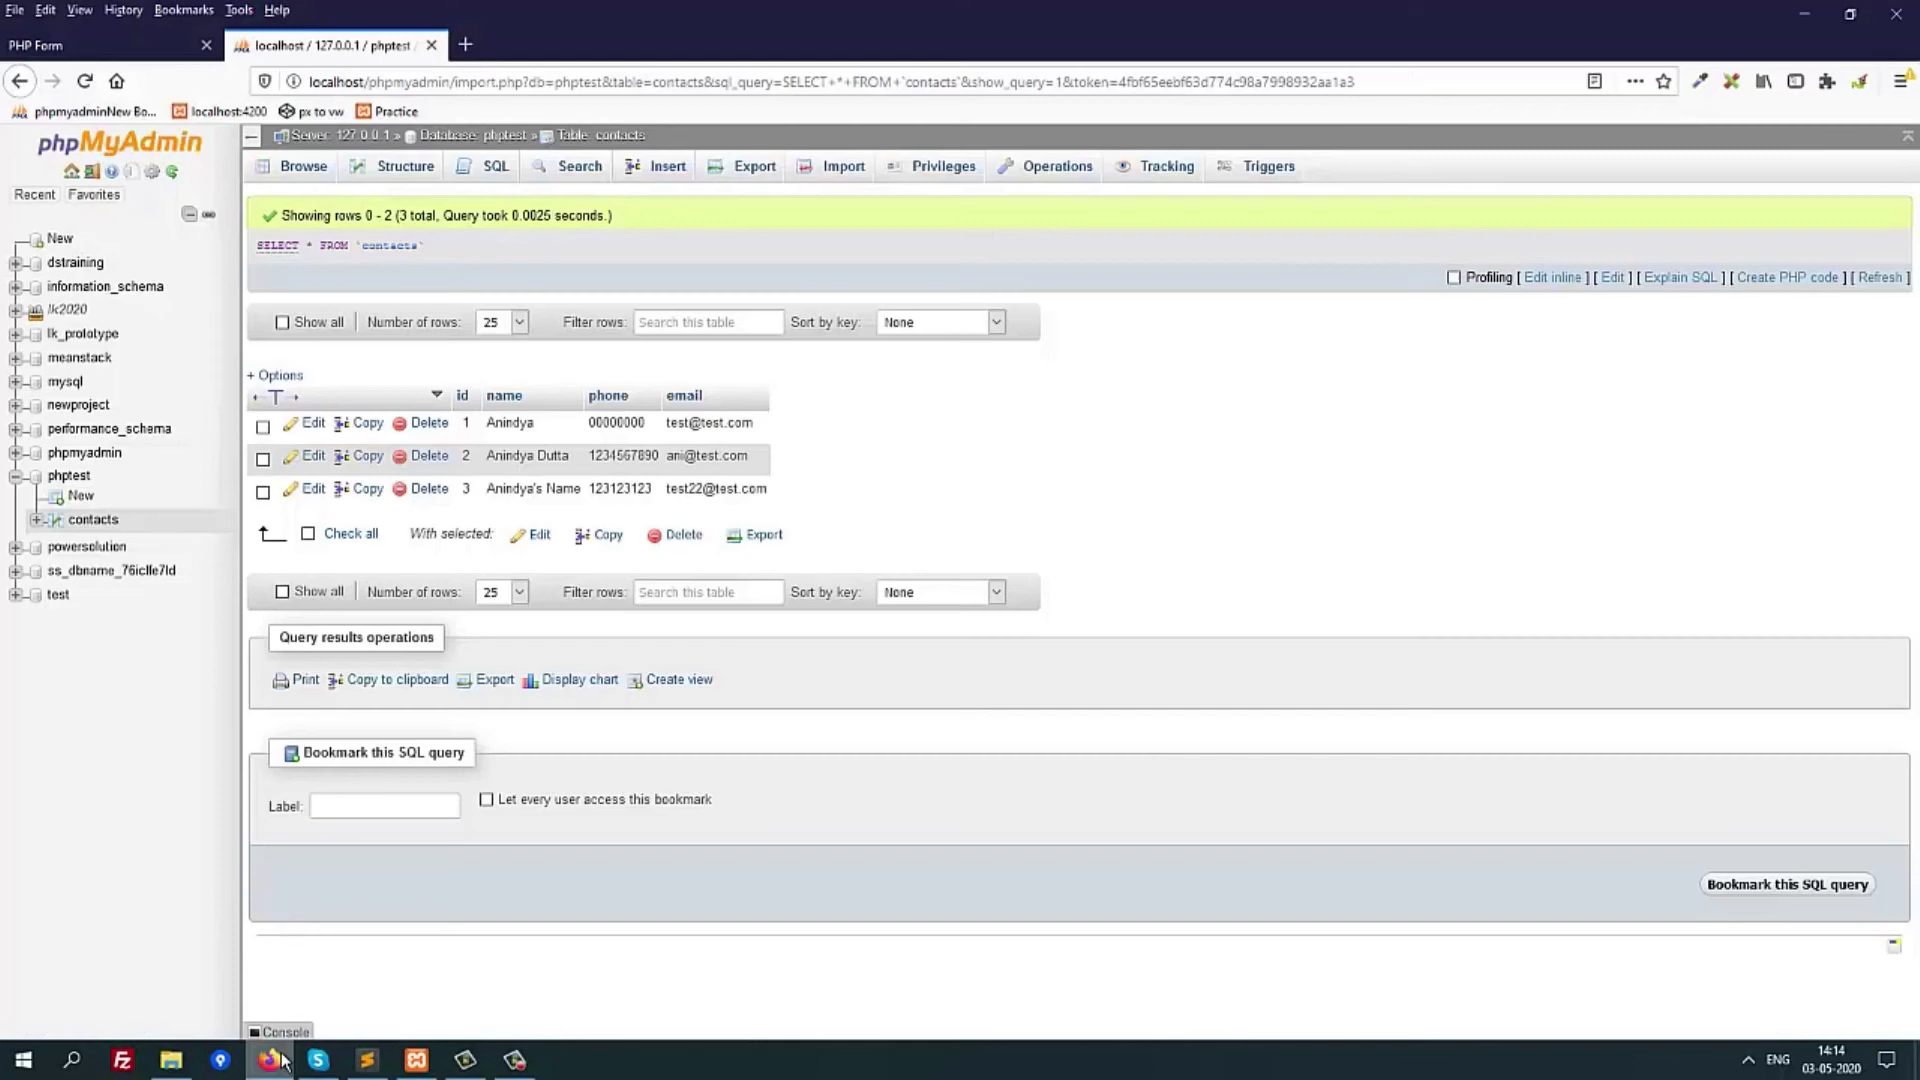 File Edit View History Bookmarks Tools Help
PHP Form
localhost / 127.0.0.1 / phptest /
localhost/phpmyadmin/import.php?db=phptest&table=contacts&sql_query=SELECT+*+FROM+`contacts`&show_query=1&token=4fbf65eebf63d774c98a7998932aa1a3
phpmyadminNew Bo... localhost:4200 px to vw Practice
phpMyAdmin
Recent Favorites
New
dstraining
information_schema
lk2020
lk_prototype
meanstack
mysql
newproject
performance_schema
phpmyadmin
phptest
New
contacts
powersolution
ss_dbname_76iclfe7ld
test
Server: 127.0.0.1 » Database: phptest » Table: contacts
Browse Structure SQL Search Insert Export Import Privileges Operations Tracking Triggers
Showing rows 0 - 2 (3 total, Query took 0.0025 seconds.)
SELECT * FROM `contacts`
Profiling [ Edit inline ] [ Edit ] [ Explain SQL ] [ Create PHP code ] [ Refresh ]
Show all Number of rows: 25 Filter rows: Search this table Sort by key: None
+ Options
id name phone email
Edit Copy Delete 1 Anindya 00000000 test@test.com
Edit Copy Delete 2 Anindya Dutta 1234567890 ani@test.com
Edit Copy Delete 3 Anindya's Name 123123123 test22@test.com
Check all With selected: Edit Copy Delete Export
Show all Number of rows: 25 Filter rows: Search this table Sort by key: None
Query results operations
Print Copy to clipboard Export Display chart Create view
Bookmark this SQL query
Label: Let every user access this bookmark
Bookmark this SQL query
Console
ENG
14:14
03-05-2020